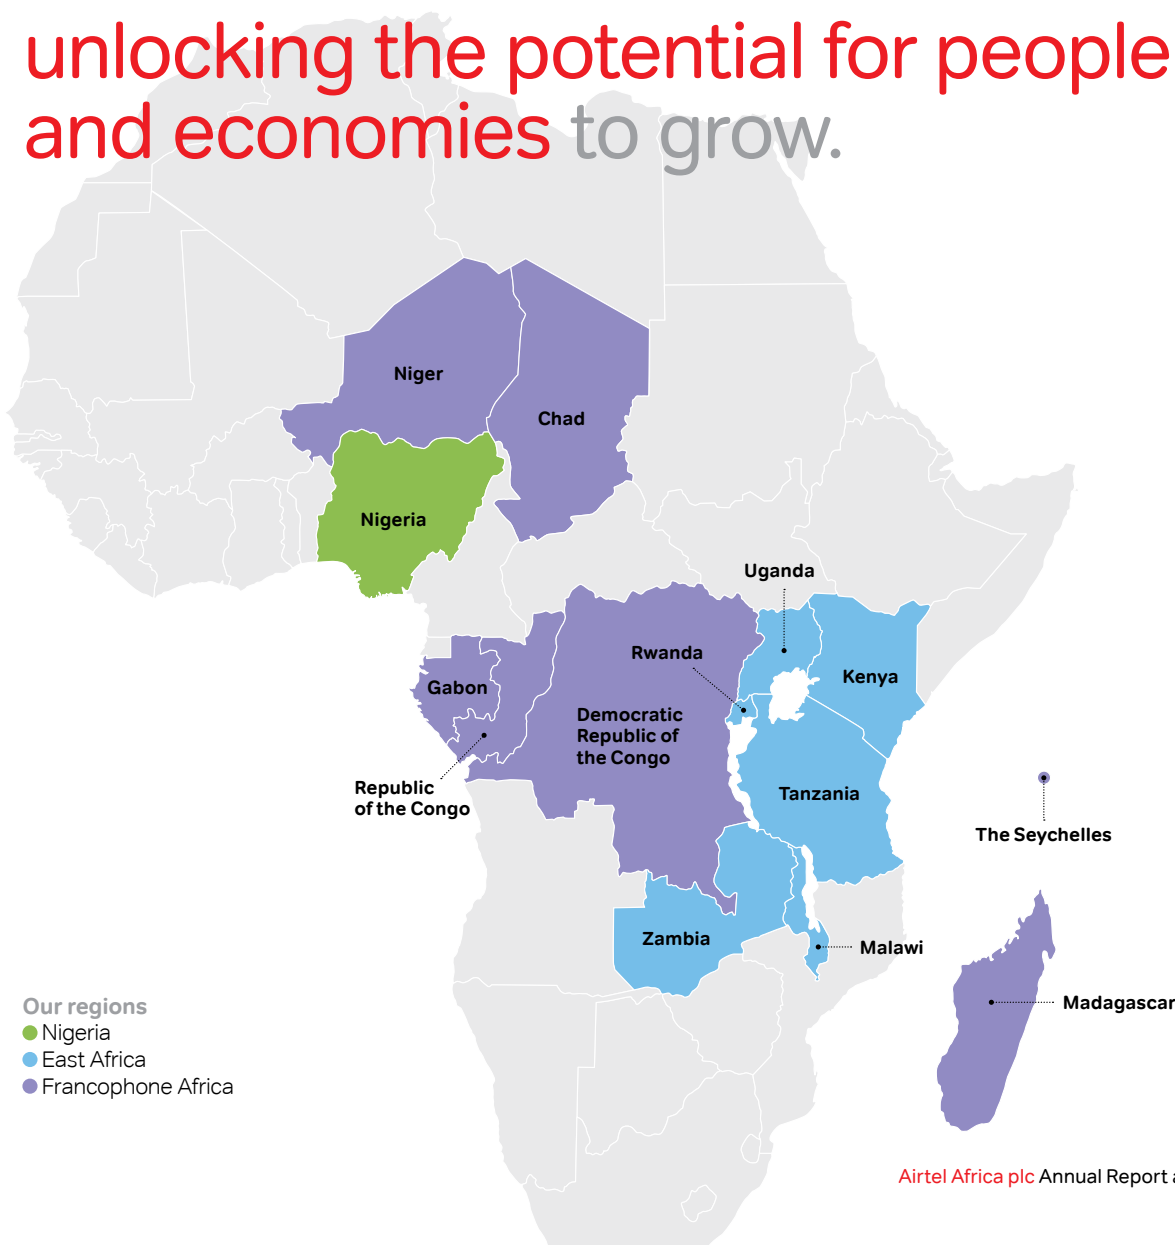 unlocking the potential for people
and economies to grow.
Niger
Chad
Nigeria
Uganda
Rwanda
Kenya
Gabon
Democratic
Republic of
the Congo
Republic
of the Congo
Tanzania
The Seychelles
Zambia
Malawi
Madagascar
Our regions
Nigeria
East Africa
Francophone Africa
Airtel Africa plc Annual Report